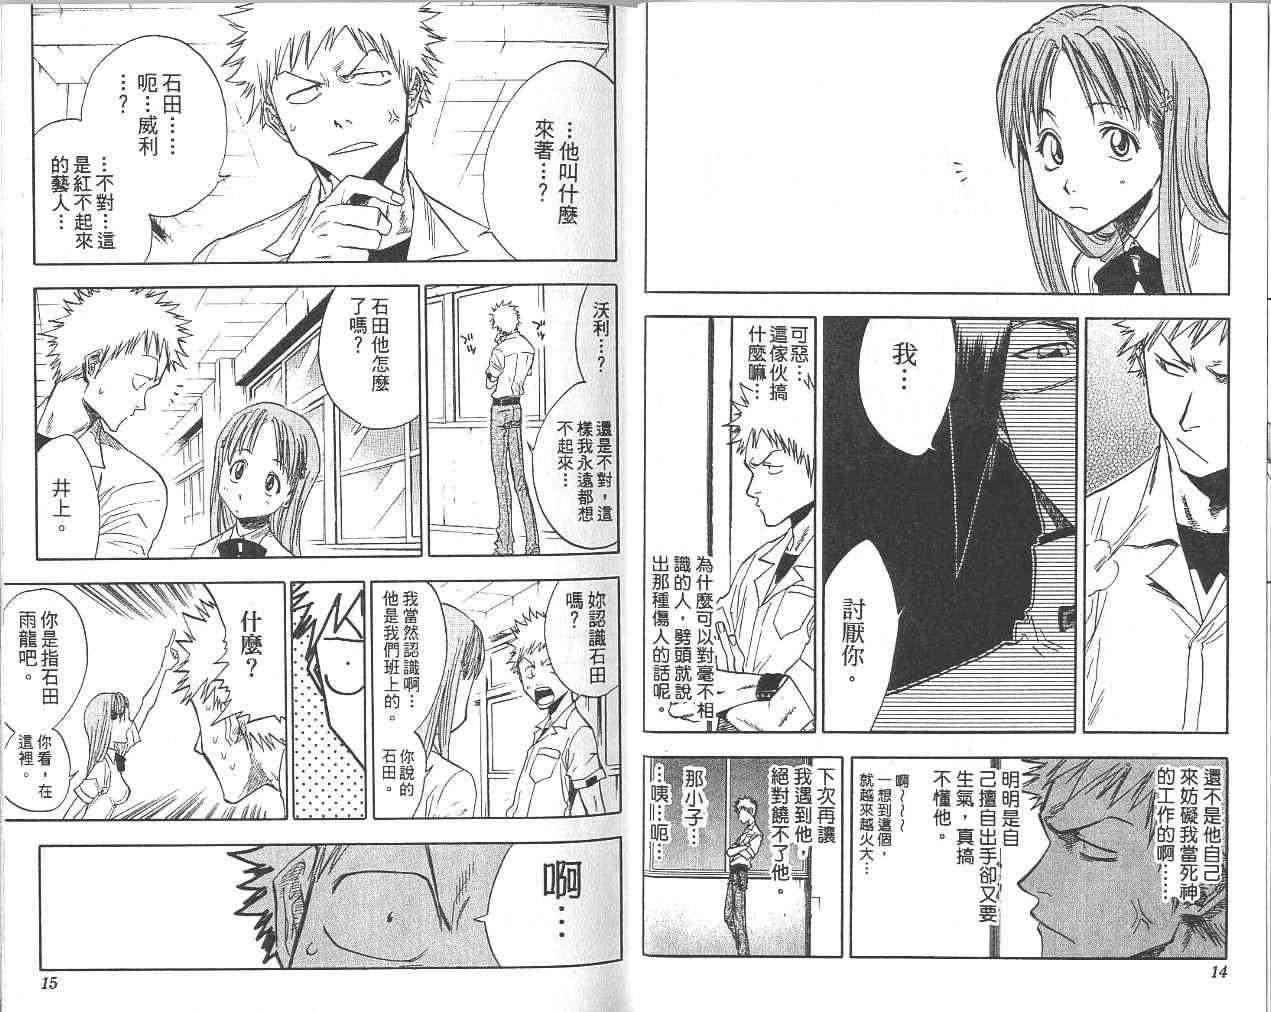 我…
討厭你。
可惡…
這傢伙搞
什麼嘛…
為什麼可以對毫不相
識的人，劈頭就說
出那種傷人的話呢。
還不是他自己
來妨礙我當死神
的工作的啊……
明明是自
己擅自出手卻又要
生氣，真搞
不懂他。
啊~~~
一想到這個，
就越來越火大…
下次再讓
我遇到他，
絕對饒不了他。
那小子…
…咦…呃…
14
…他叫什麼
來著…？
石田……
呃…威利
…？
…不對…這
是紅不起來
的藝人…
沃利…？
還是不對，這
樣我永遠都想
不起來…
石田他怎麼
了嗎？
井上。
妳認識石田
嗎？
我當然認識啊…
他是我們班上的。
你說的
石田。
什麼？
你是指石田
雨龍吧。
你看，在
這裡。
啊…
15